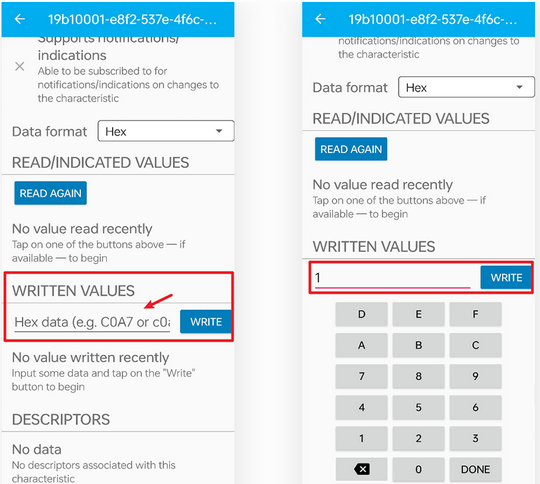 19b10001-e8f2-537e-4f6c-...
Supports notifications/
indications
Able to be subscribed to for
notifications/indications on changes to
the characteristic
Data format
Hex
READ/INDICATED VALUES
READ AGAIN
No value read recently
Tap on one of the buttons above — if
available — to begin
WRITTEN VALUES
Hex data (e.g. C0A7 or c0a
WRITE
No value written recently
Input some data and tap on the "Write"
button to begin
DESCRIPTORS
No data
No descriptors associated with this
characteristic
19b10001-e8f2-537e-4f6c-...
notifications/indications on changes to
the characteristic
Data format
Hex
READ/INDICATED VALUES
READ AGAIN
No value read recently
Tap on one of the buttons above — if
available — to begin
WRITTEN VALUES
1
WRITE
D E F
A B C
7 8 9
4 5 6
1 2 3
0 DONE